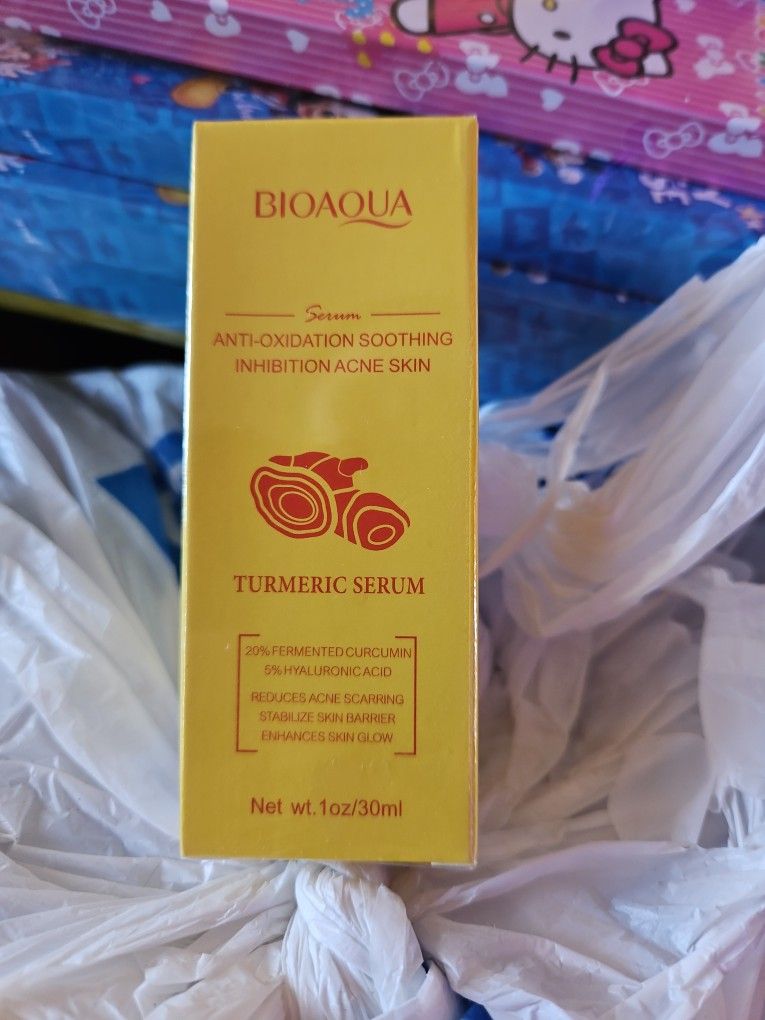 BIOAQUA
Serum
ANTI-OXIDATION SOOTHING
INHIBITION ACNE SKIN
TURMERIC SERUM
20% FERMENTED CURCUMIN
5% HYALURONIC ACID
REDUCES ACNE SCARRING
STABILIZE SKIN BARRIER
ENHANCES SKIN GLOW
Net wt.1oz/30ml